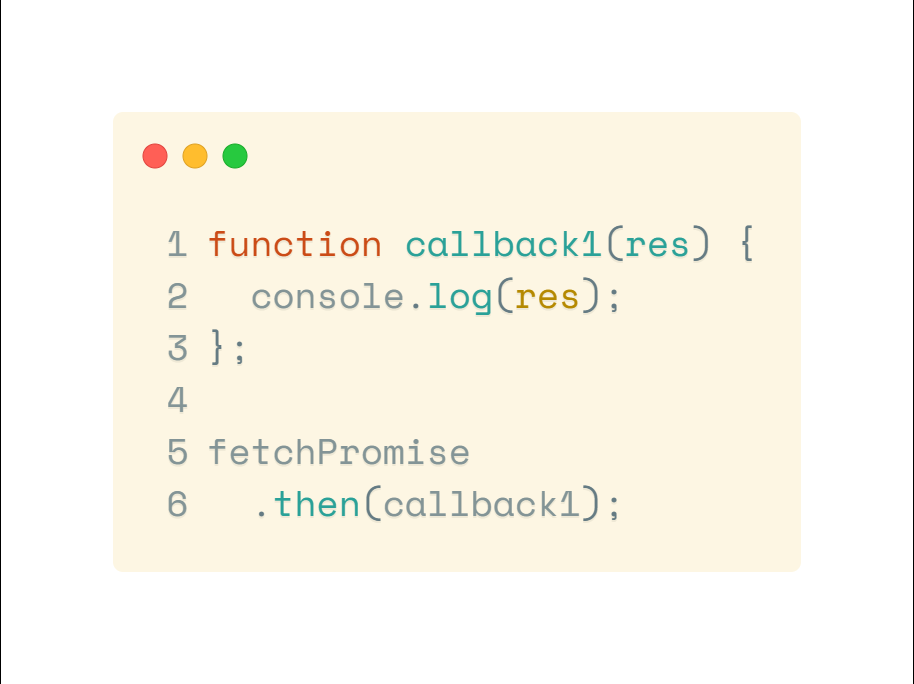 1 function callback1(res) {
2   console.log(res);
3 };
4
5 fetchPromise
6   .then(callback1);